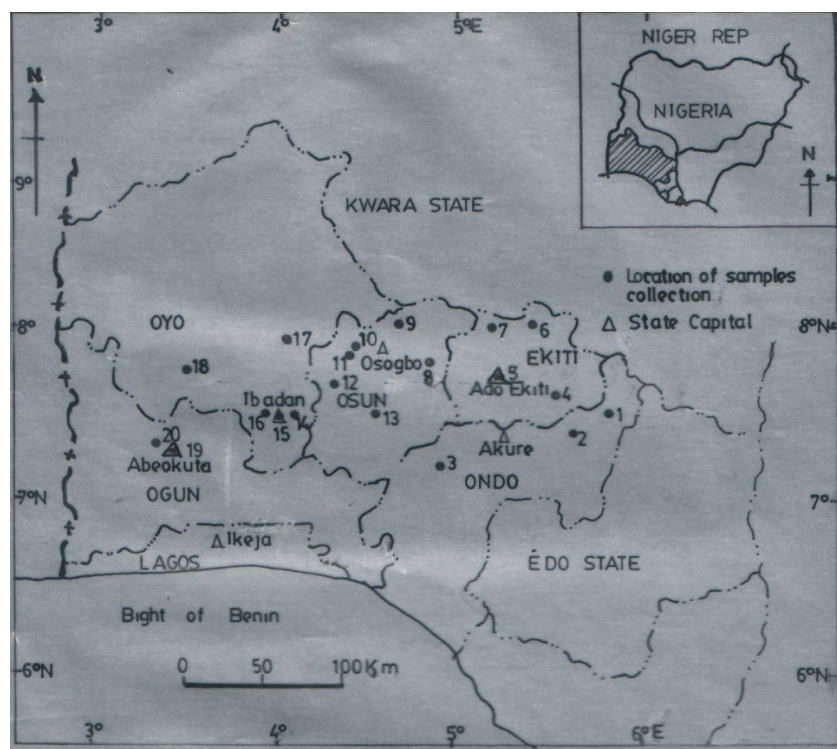 3°
4°
5°E
NIGER REP
NIGERIA
N
N
9°
KWARA STATE
Location of samples
collection
State Capital
8°
OYO
17
10
9
7
6
8°N
11
Osogbo
EKITI
18
8
5
12
Ado Ekiti
4
Ibadan
OSUN
16
15
14
13
1
20
19
Akure
2
Abeokuta
3
OGUN
ONDO
7°N
7°
Ikeja
LAGOS
ÉDO STATE
Bight of Benin
0
50
100Km
6°N
6°N
3°
4°
5°
6°E